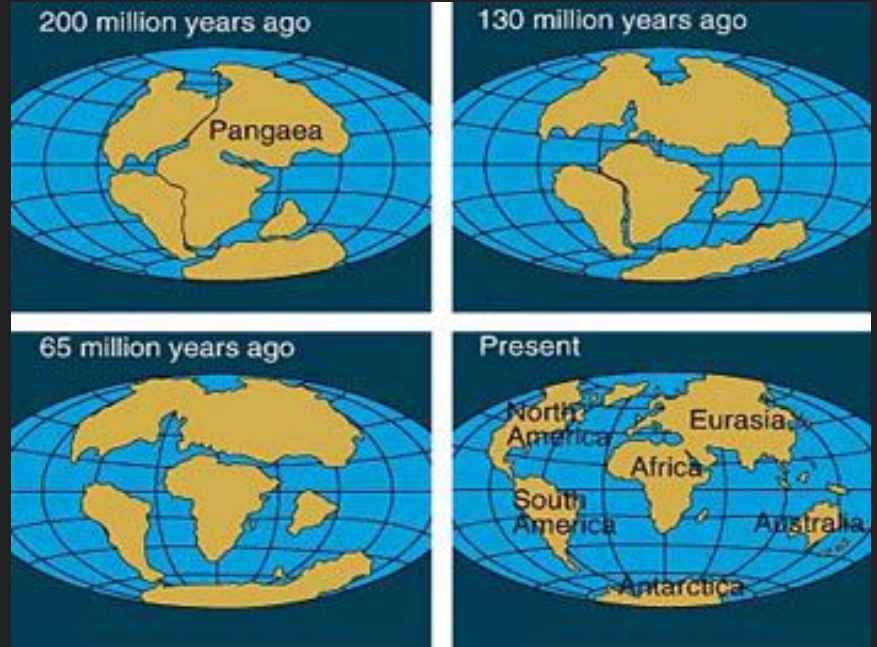 200 million years ago
Pangaea
130 million years ago
65 million years ago
Present
North
America
Eurasia
Africa
South
America
Australia
Antarctica